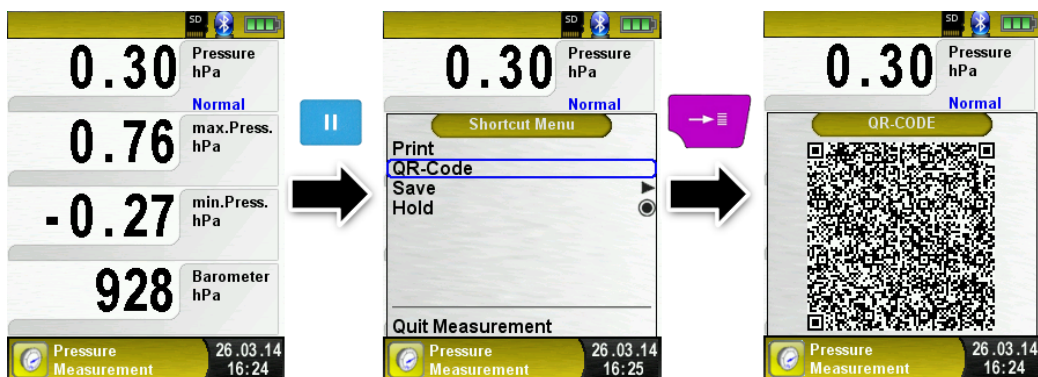 SD
0.30 Pressure
hPa
Normal
0.76 max.Press.
hPa
-0.27 min.Press.
hPa
928 Barometer
hPa
Pressure
Measurement
26.03.14
16:24
SD
0.30 Pressure
hPa
Normal
Shortcut Menu
Print
QR-Code
Save
Hold
Quit Measurement
Pressure
Measurement
26.03.14
16:25
SD
0.30 Pressure
hPa
Normal
QR-CODE
Pressure
Measurement
26.03.14
16:24